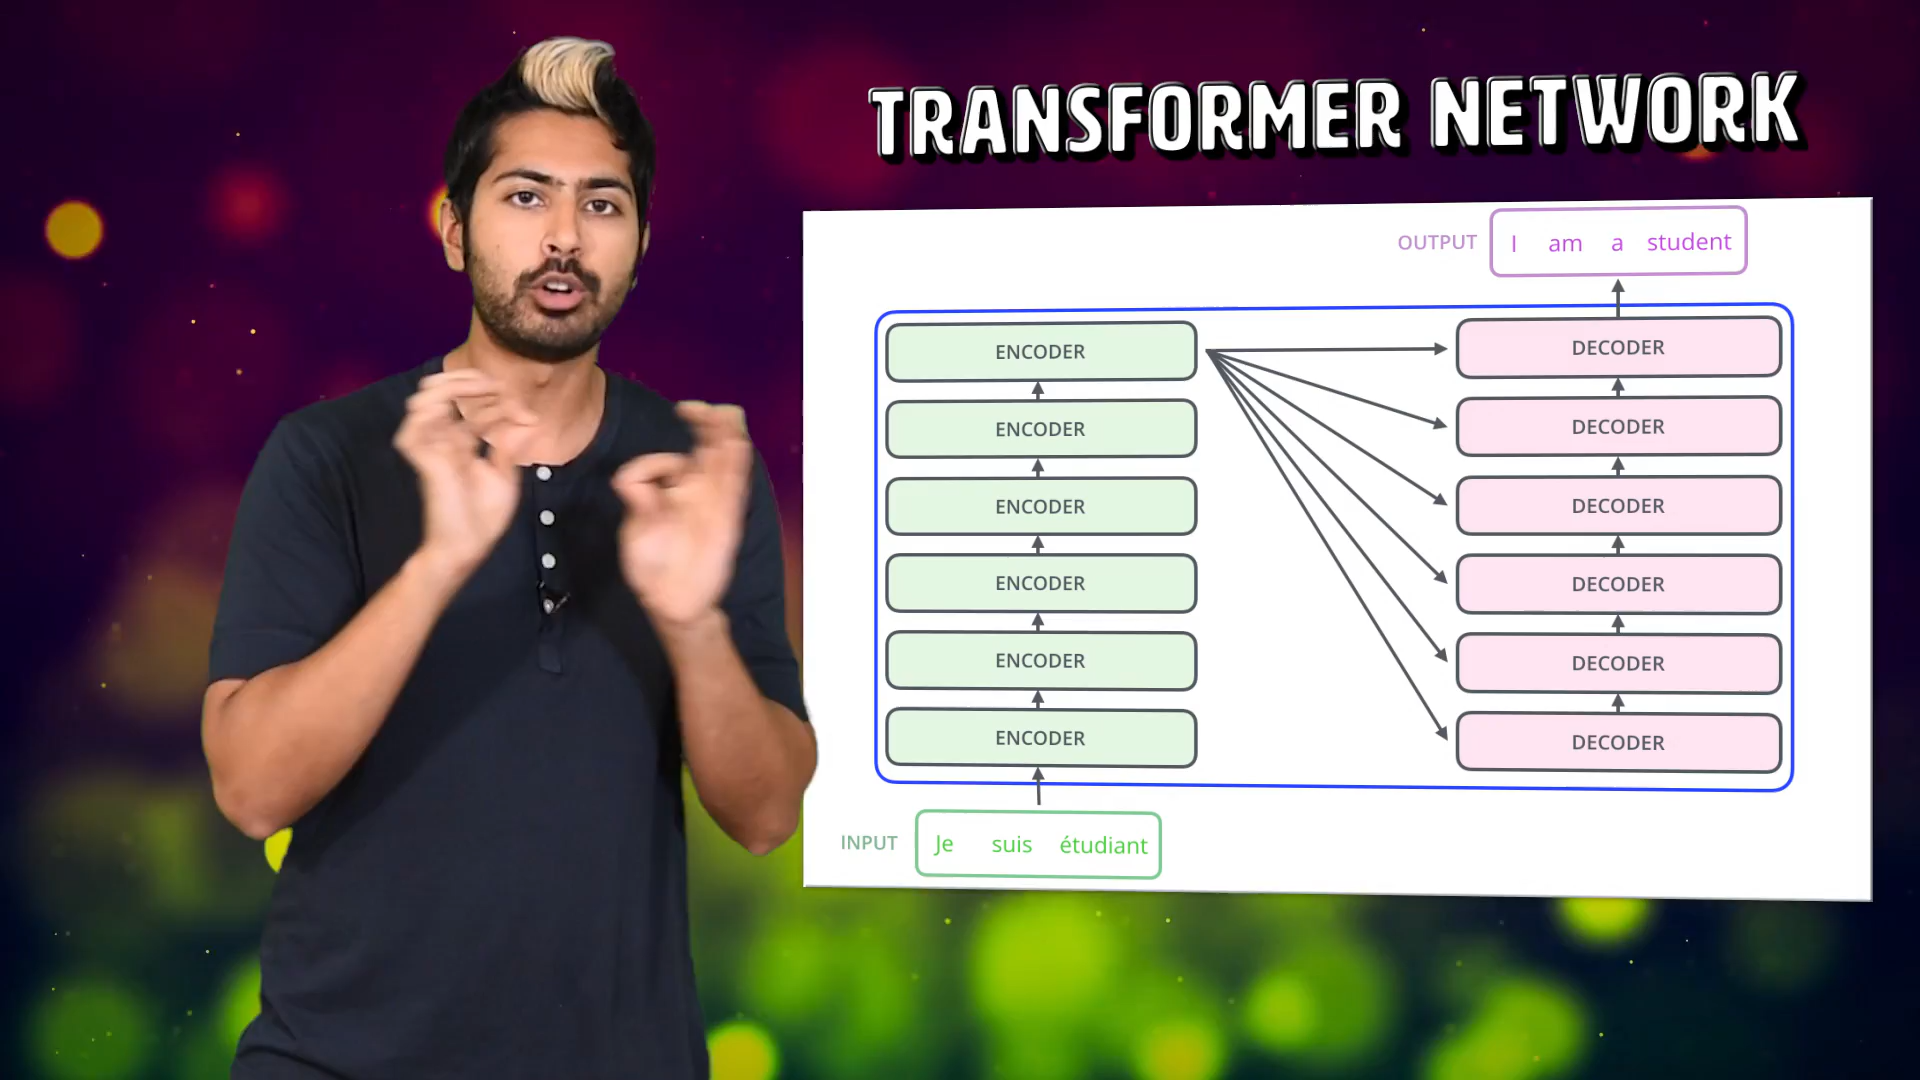 TRANSFORMER NETWORK
OUTPUT I am a student
ENCODER DECODER
ENCODER DECODER
ENCODER DECODER
ENCODER DECODER
ENCODER DECODER
ENCODER DECODER
INPUT Je suis étudiant